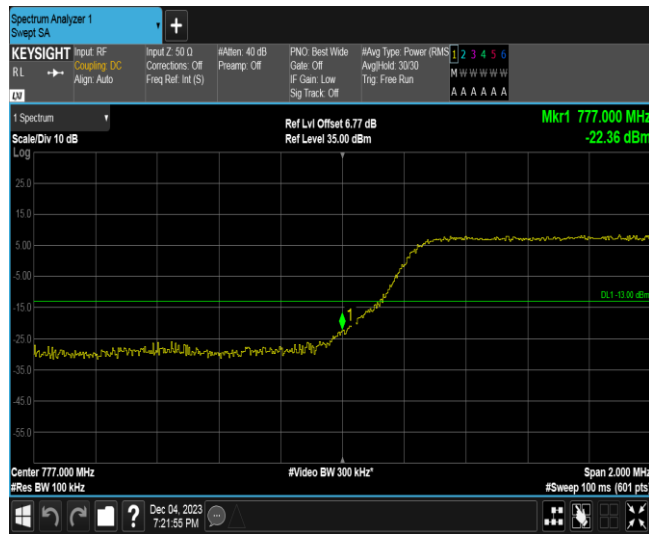 Spectrum Analyzer 1
Swept SA
+
KEYSIGHT
RL
LXI
Input: RF
Coupling: DC
Align: Auto
Input Z: 50 Ω
Corrections: Off
Freq Ref: Int (S)
#Atten: 40 dB
Preamp: Off
PNO: Best Wide
Gate: Off
IF Gain: Low
Sig Track: Off
#Avg Type: Power (RMS
Avg|Hold: 30/30
Trig: Free Run
1 2 3 4 5 6
M W W W W W
A A A A A A
1 Spectrum
Scale/Div 10 dB
Log
Ref Lvl Offset 6.77 dB
Ref Level 35.00 dBm
Mkr1 777.000 MHz
-22.36 dBm
25.0
15.0
5.00
-5.00
-15.0
-25.0
-35.0
-45.0
-55.0
DL1 -13.00 dBm
1
Center 777.000 MHz
#Res BW 100 kHz
#Video BW 300 kHz*
Span 2.000 MHz
#Sweep 100 ms (601 pts)
?
Dec 04, 2023
7:21:55 PM